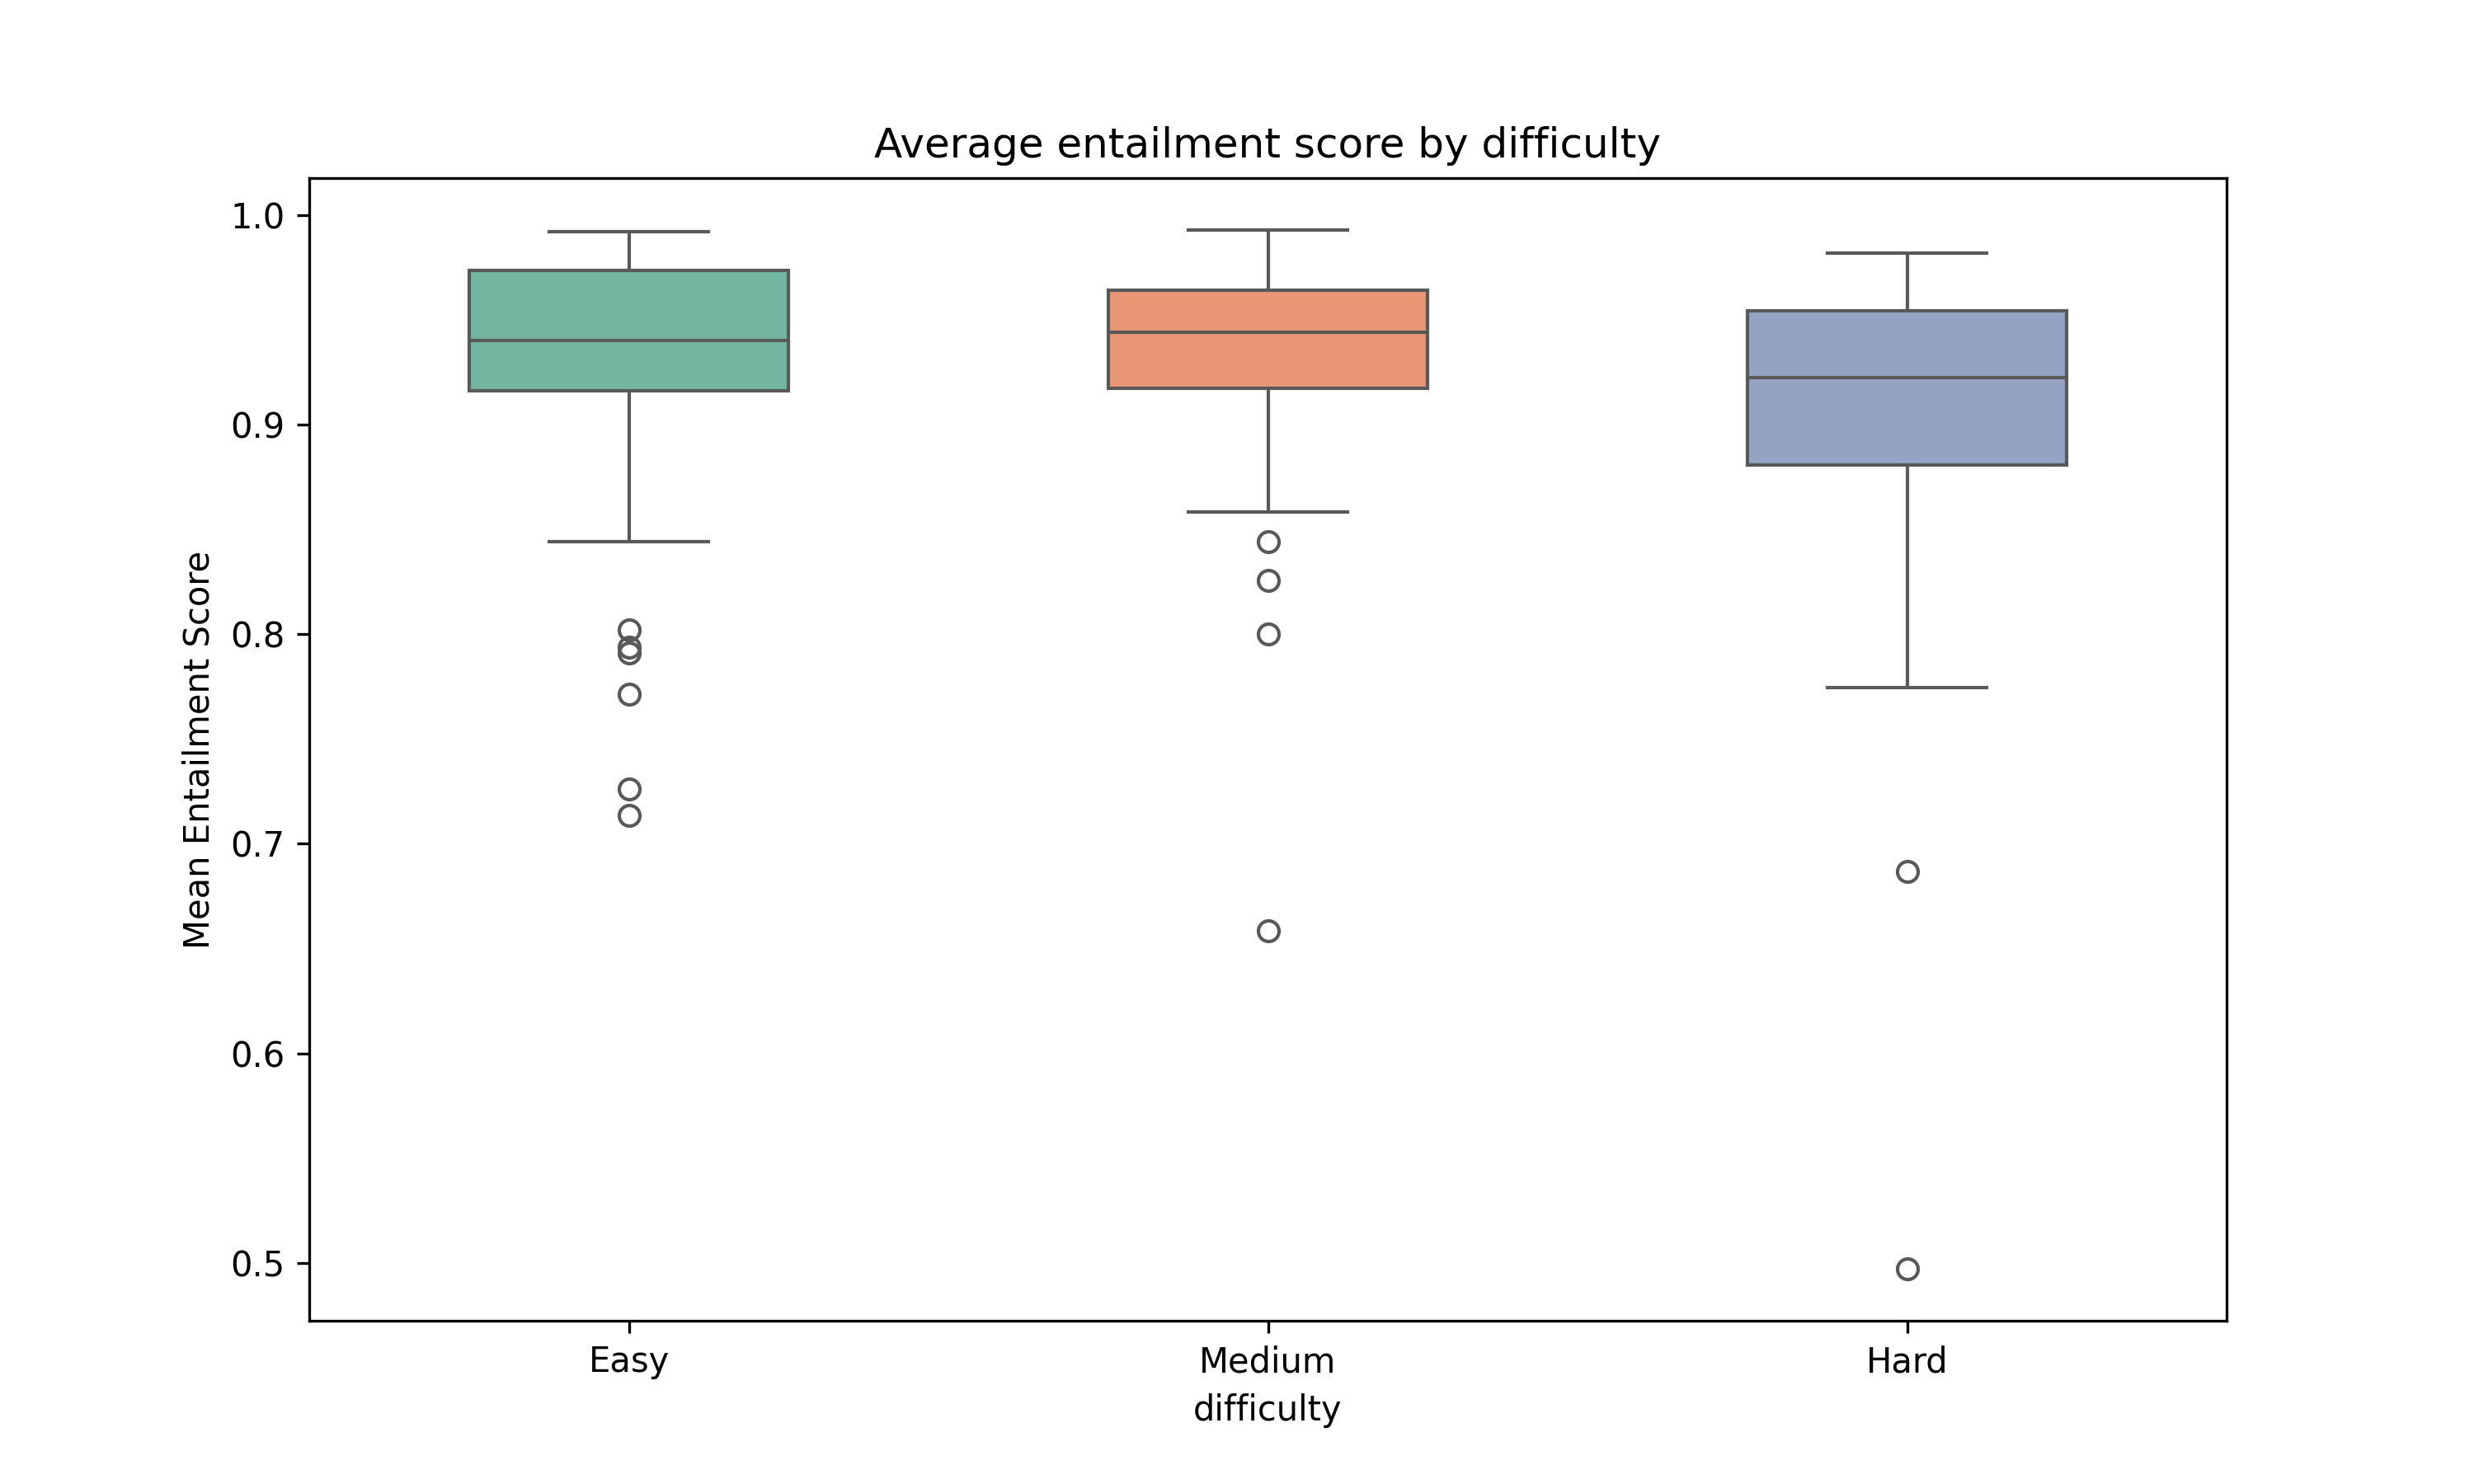 Average entailment score by difficulty
Mean Entailment Score
1.0
0.9
0.8
0.7
0.6
0.5
Easy
Medium
Hard
difficulty